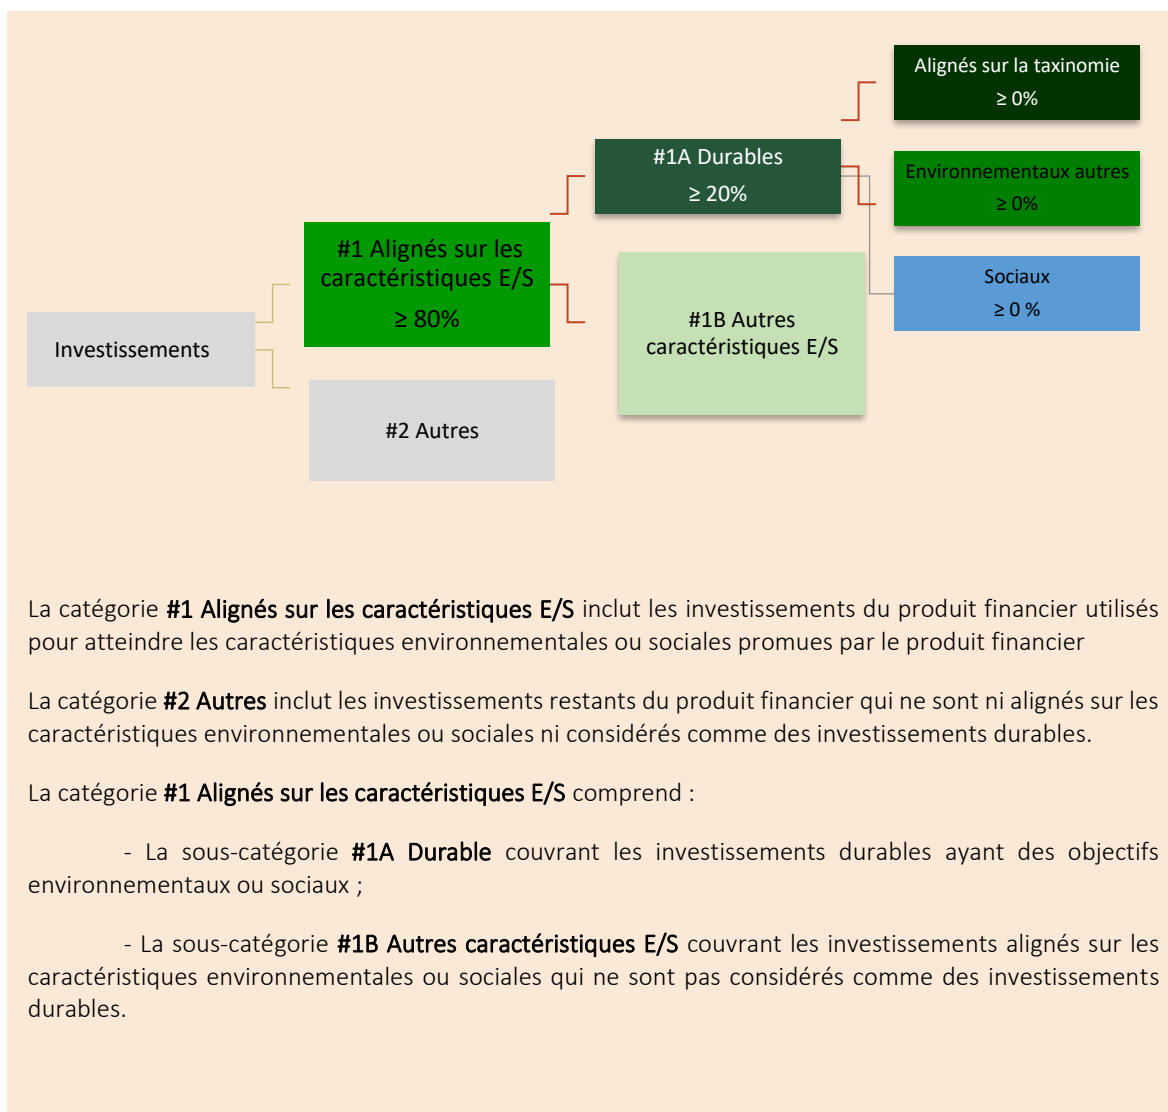 Alignés sur la taxinomie
≥ 0%
#1A Durables
≥ 20%
Environnementaux autres
≥ 0%
#1 Alignés sur les
caractéristiques E/S
≥ 80%
Sociaux
≥ 0 %
#1B Autres
caractéristiques E/S
Investissements
#2 Autres
La catégorie #1 Alignés sur les caractéristiques E/S inclut les investissements du produit financier utilisés
pour atteindre les caractéristiques environnementales ou sociales promues par le produit financier
La catégorie #2 Autres inclut les investissements restants du produit financier qui ne sont ni alignés sur les
caractéristiques environnementales ou sociales ni considérés comme des investissements durables.
La catégorie #1 Alignés sur les caractéristiques E/S comprend :
- La sous-catégorie #1A Durable couvrant les investissements durables ayant des objectifs
environnementaux ou sociaux ;
- La sous-catégorie #1B Autres caractéristiques E/S couvrant les investissements alignés sur les
caractéristiques environnementales ou sociales qui ne sont pas considérés comme des investissements
durables.